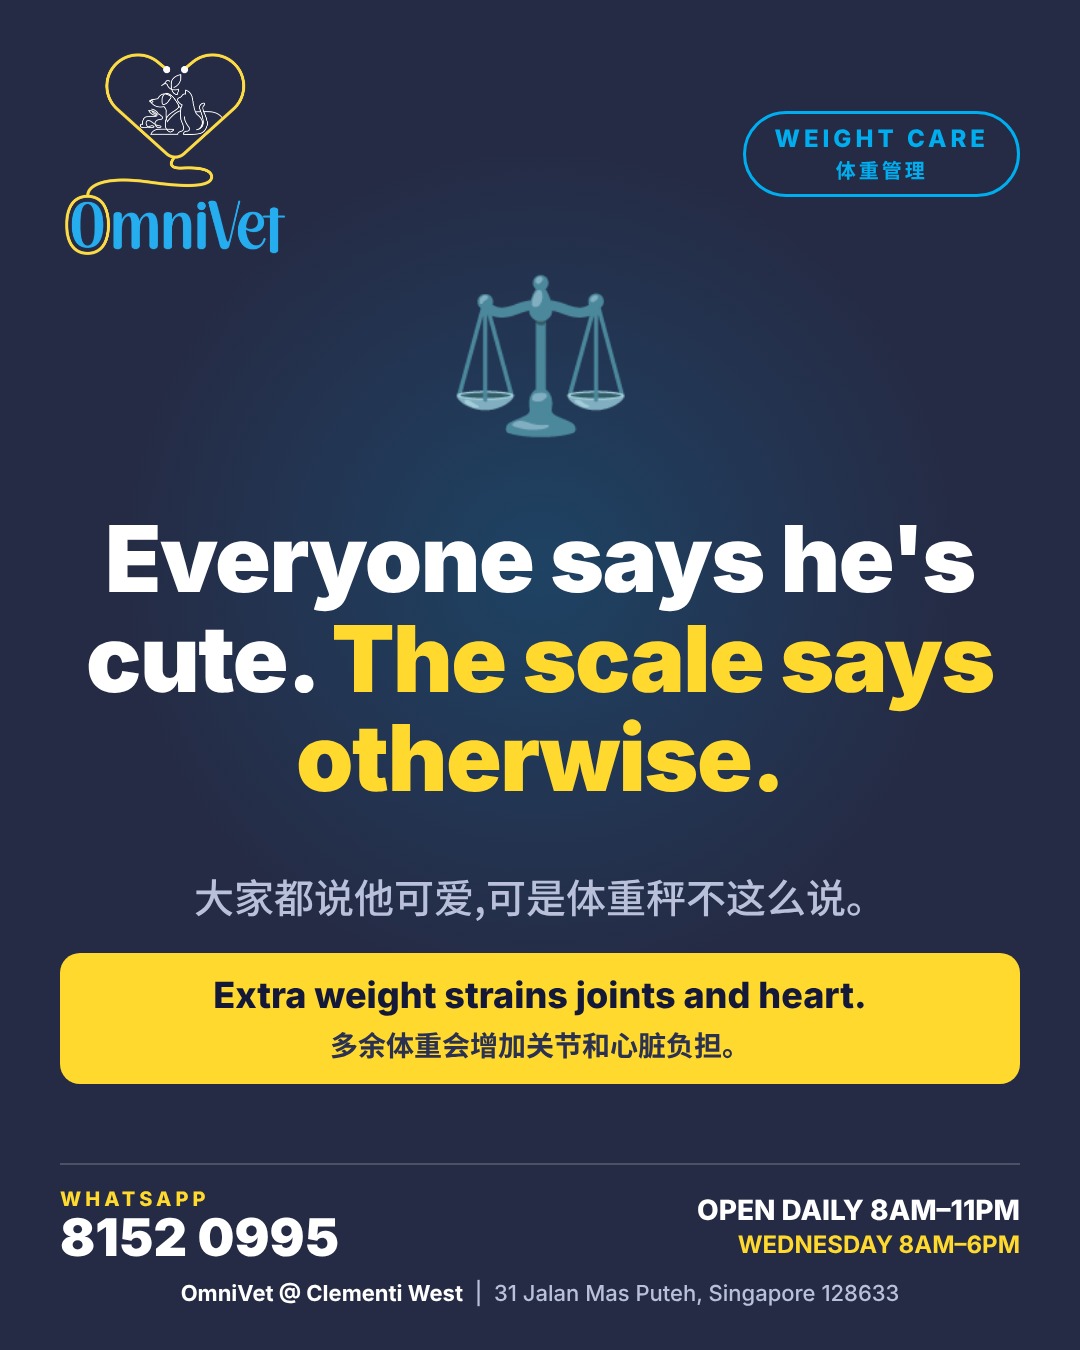 OmniVet
WEIGHT CARE
体重管理
Everyone says he's
cute. The scale says
otherwise.
大家都说他可爱,可是体重秤不这么说。
Extra weight strains joints and heart.
多余体重会增加关节和心脏负担。
WHATSAPP
8152 0995
OPEN DAILY 8AM–11PM
WEDNESDAY 8AM–6PM
OmniVet @ Clementi West | 31 Jalan Mas Puteh, Singapore 128633